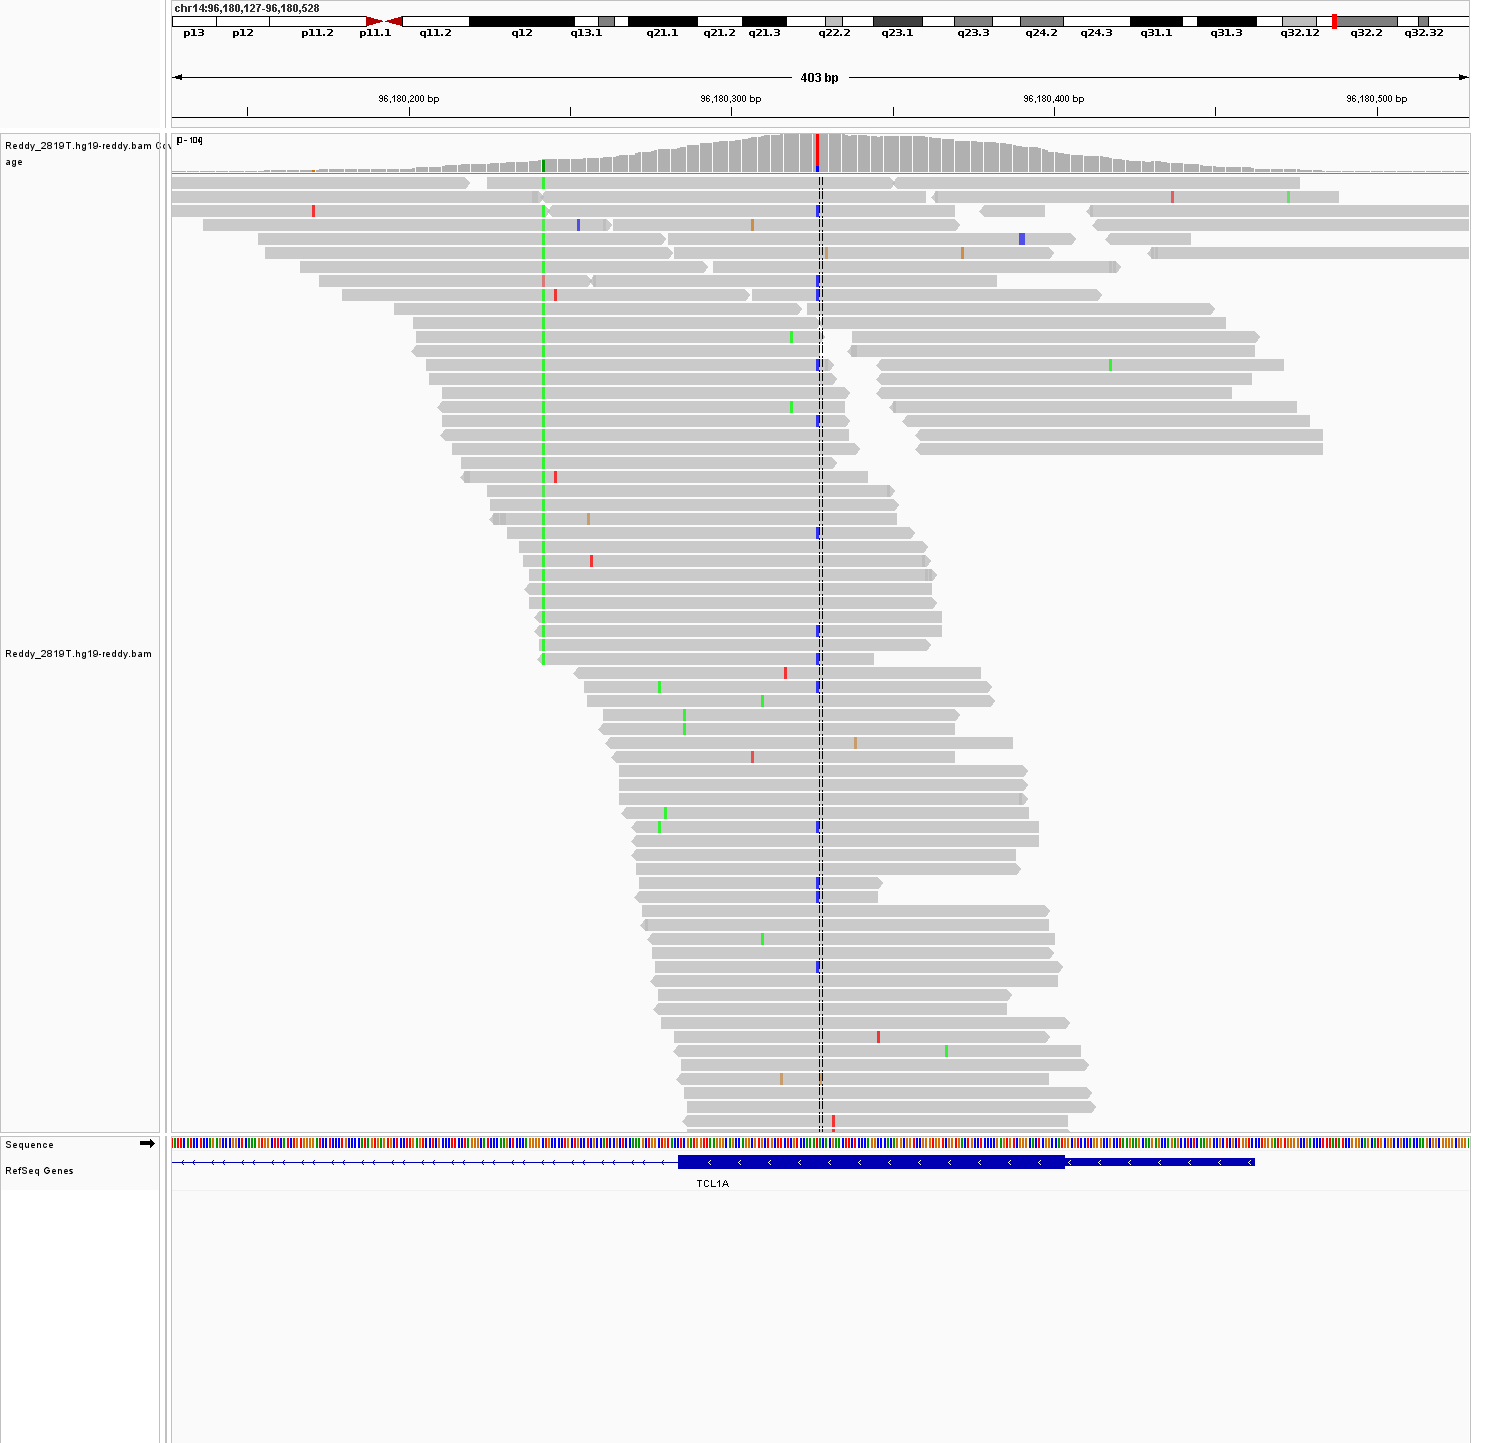 chr14:96,180,127-96,180,528
p13 p12 p11.2 p11.1 q11.2 q12 q13.1 q21.1 q21.2 q21.3 q22.2 q23.1 q23.3 q24.2 q24.3 q31.1 q31.3 q32.12 q32.2 q32.32
403 bp
96,180,200 bp 96,180,300 bp 96,180,400 bp 96,180,500 bp
[0 - 104]
Reddy_2819T.hg19-reddy.bam Cov
age
Reddy_2819T.hg19-reddy.bam
Sequence
RefSeq Genes
TCL1A